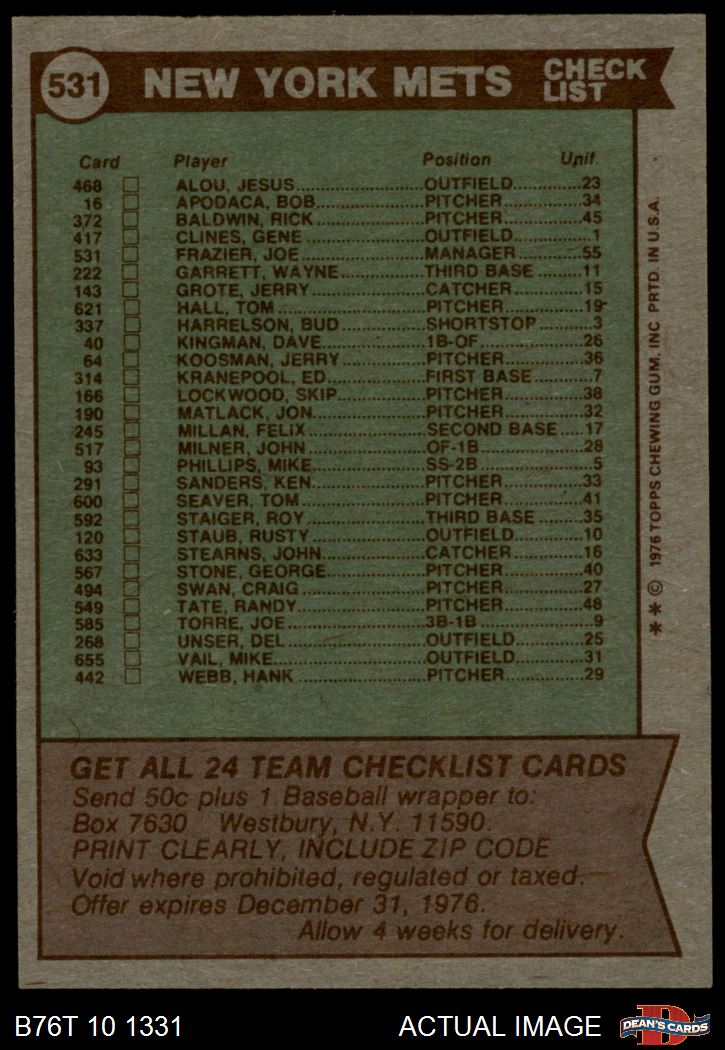 531 NEW YORK METS CHECK LIST
Card Player Position Unif.
468 ALOU, JESUS OUTFIELD 23
16 APODACA, BOB PITCHER 34
372 BALDWIN, RICK PITCHER 45
417 CLINES, GENE OUTFIELD 1
531 FRAZIER, JOE MANAGER 55
222 GARRETT, WAYNE THIRD BASE 11
143 GROTE, JERRY CATCHER 15
621 HALL, TOM PITCHER 19
337 HARRELSON, BUD SHORTSTOP 3
40 KINGMAN, DAVE 1B-OF 26
64 KOOSMAN, JERRY PITCHER 36
314 KRANEPOOL, ED FIRST BASE 7
166 LOCKWOOD, SKIP PITCHER 38
190 MATLACK, JON PITCHER 32
245 MILLAN, FELIX SECOND BASE 17
517 MILNER, JOHN OF-1B 28
93 PHILLIPS, MIKE SS-2B 5
291 SANDERS, KEN PITCHER 33
600 SEAVER, TOM PITCHER 41
592 STAIGER, ROY THIRD BASE 35
120 STAUB, RUSTY OUTFIELD 10
633 STEARNS, JOHN CATCHER 16
567 STONE, GEORGE PITCHER 40
494 SWAN, CRAIG PITCHER 27
549 TATE, RANDY PITCHER 48
585 TORRE, JOE 3B-1B 9
268 UNSER, DEL OUTFIELD 25
655 VAIL, MIKE OUTFIELD 31
442 WEBB, HANK PITCHER 29
** © 1976 TOPPS CHEWING GUM, INC PRTD. IN U.S.A.
GET ALL 24 TEAM CHECKLIST CARDS
Send 50c plus 1 Baseball wrapper to:
Box 7630 Westbury, N.Y. 11590.
PRINT CLEARLY, INCLUDE ZIP CODE
Void where prohibited, regulated or taxed.
Offer expires December 31, 1976.
Allow 4 weeks for delivery.
B76T 10 1331 ACTUAL IMAGE D DEAN'S CARDS